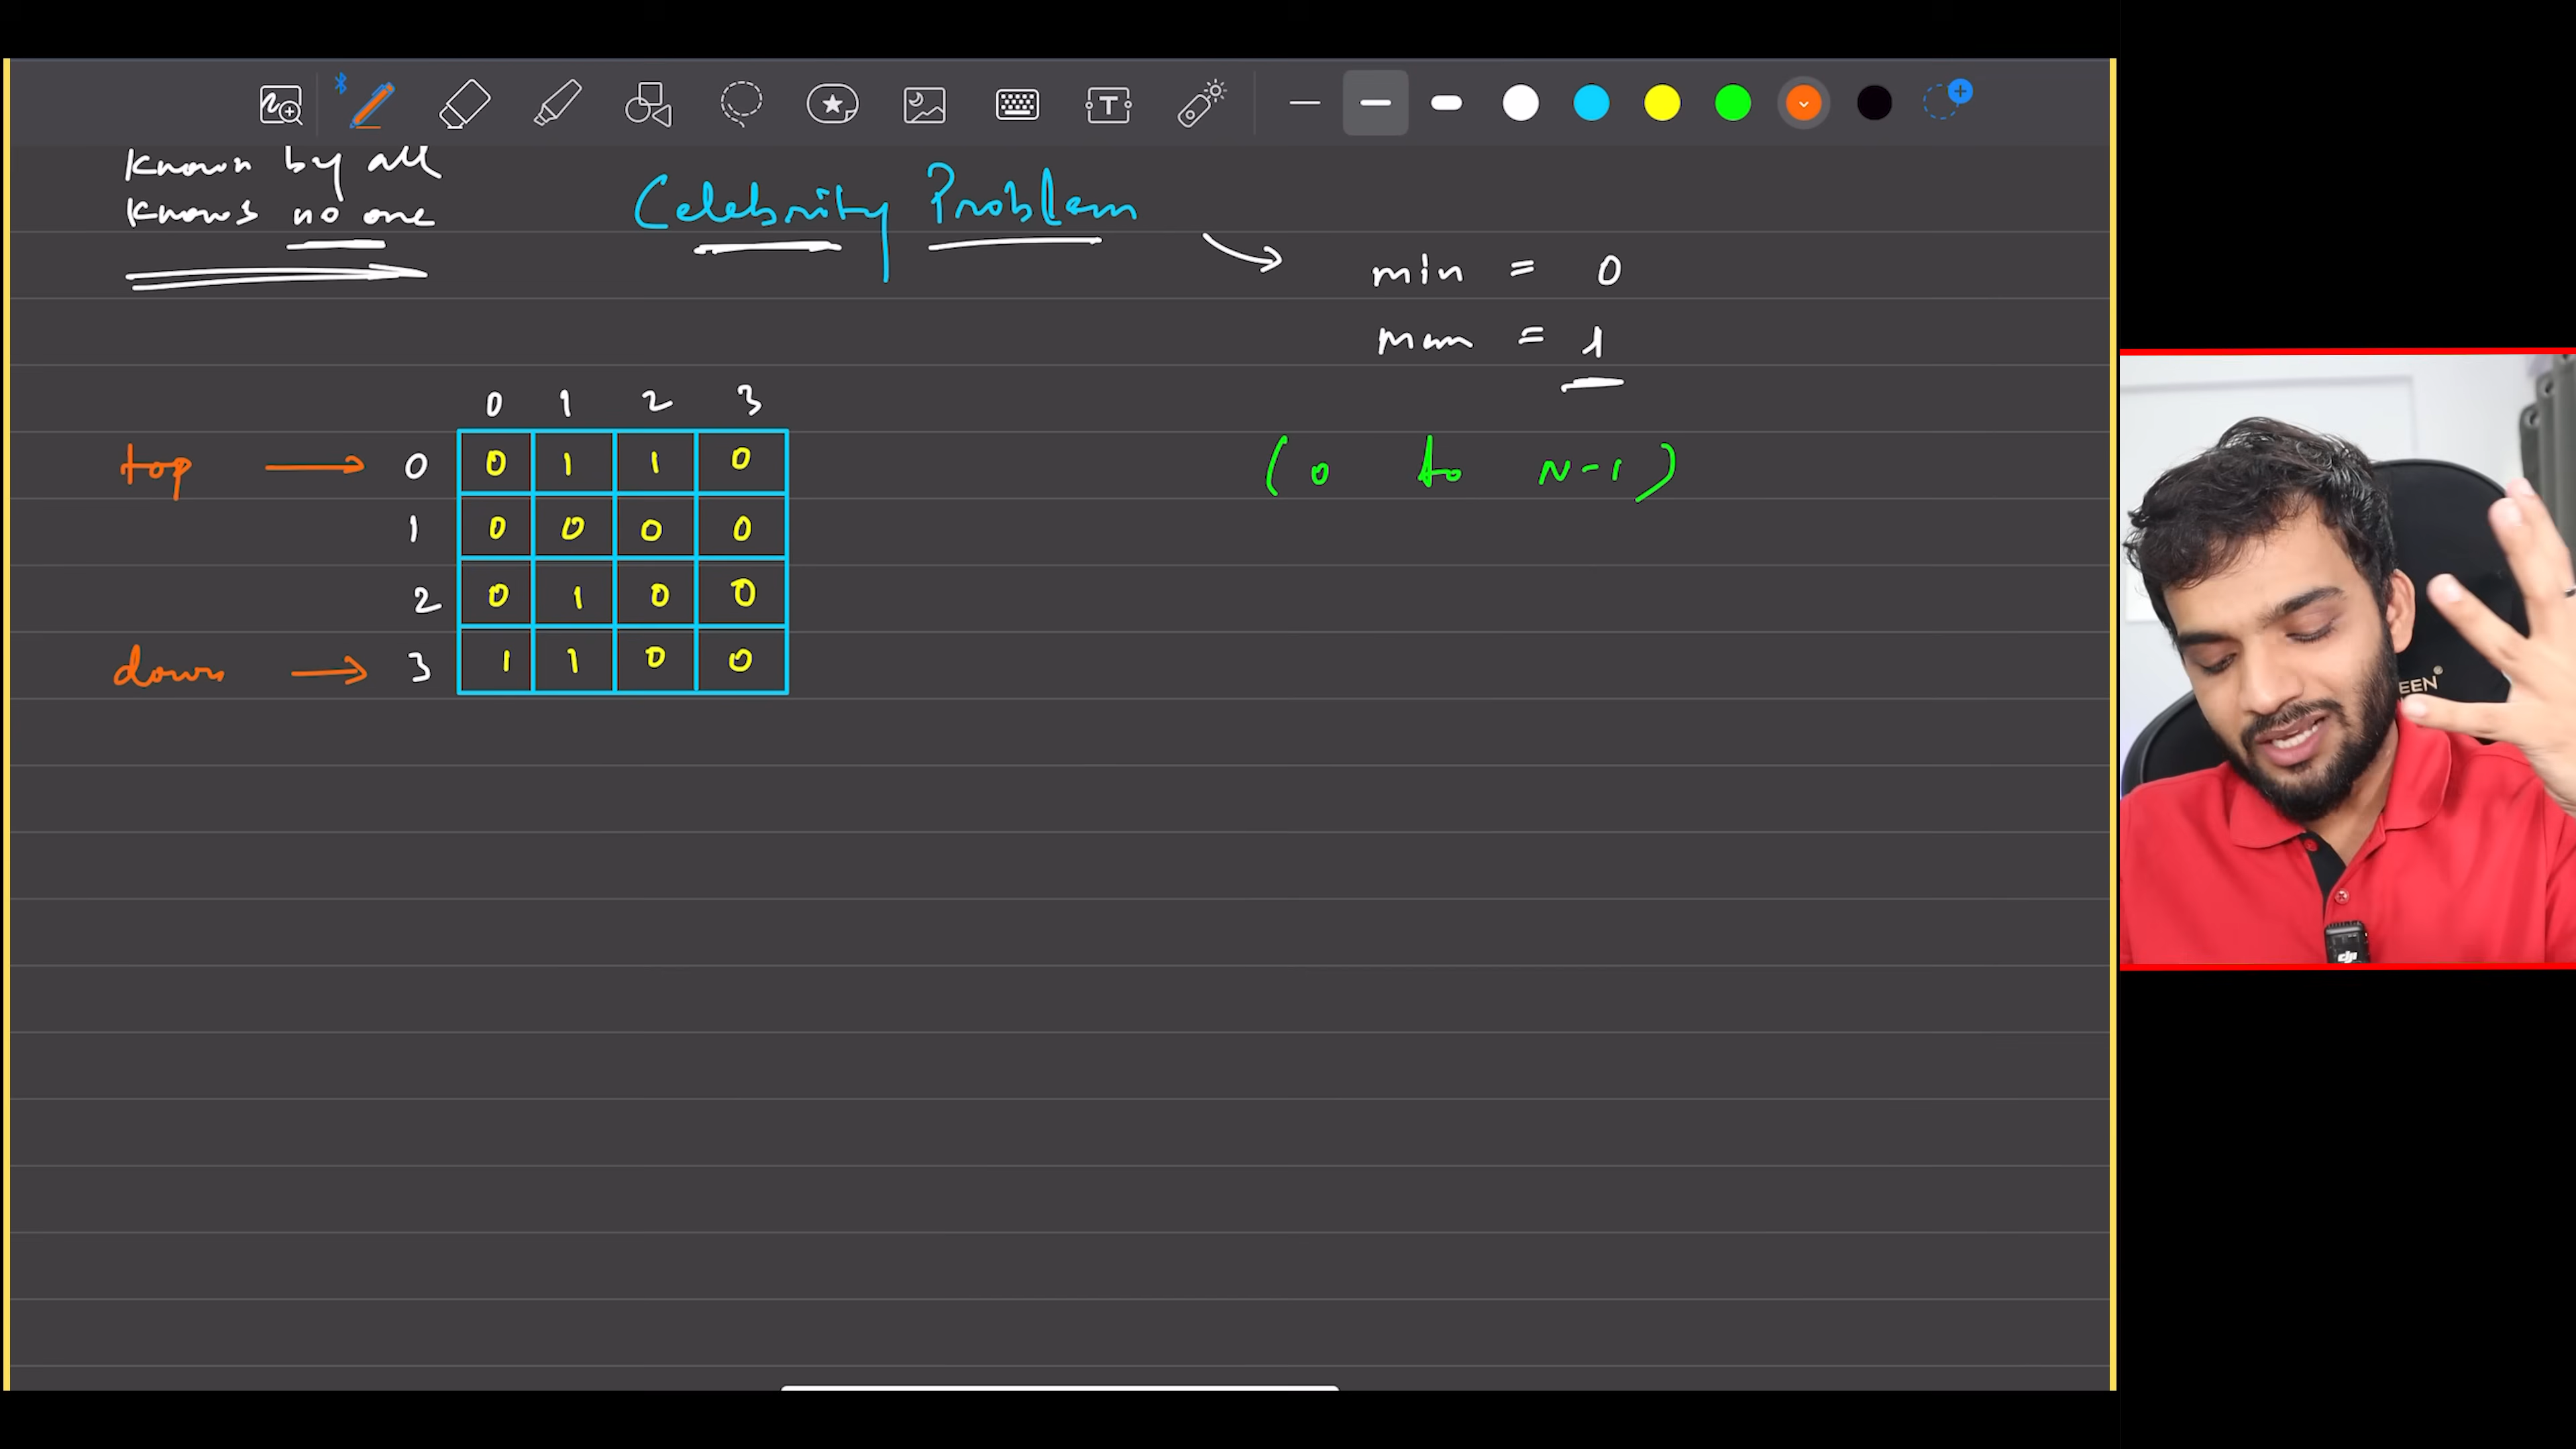 known by all
knows no one
Celebrity Problem
min = 0
max = 1
0 1 2 3
top → 0 0 1 1 0
(0 to N-1)
1 0 0 0 0
2 0 1 0 0
down → 3 1 1 0 0
T
EEN
dji